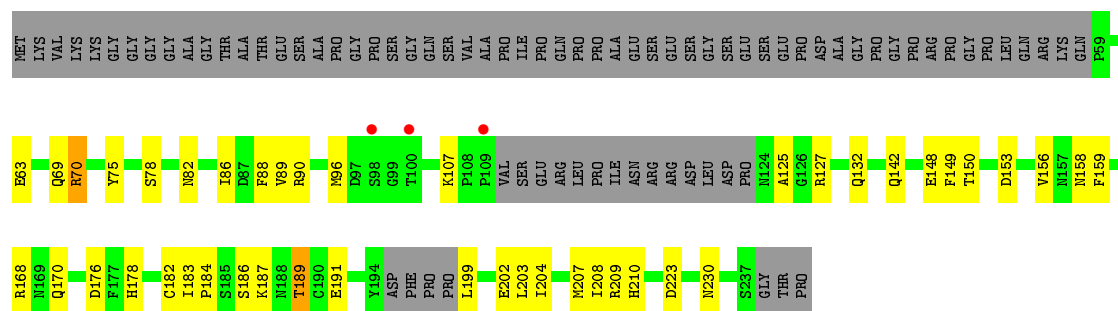 MET LYS VAL LYS LYS GLY GLY GLY GLY ALA GLY THR ALA THR GLU SER ALA PRO GLY PRO SER GLY GLN SER VAL ALA PRO ILE PRO GLN PRO PRO ALA GLU SER GLU SER GLY SER GLU SER GLU PRO ASP ALA GLY PRO GLY PRO ARG PRO GLY PRO LEU GLN ARG LYS GLN P59
E63 Q69 R70 Y75 S78 N82 I86 D87 F88 V89 R90 M96 D97 S98 G99 T100 K107 P108 P109 VAL SER GLU ARG LEU PRO ILE ASN ARG ARG ASP LEU ASP PRO N124 A125 G126 R127 Q132 Q142 E148 F149 T150 D153 V156 N157 N158 F159
R168 N169 Q170 D176 F177 H178 C182 I183 P184 S185 S186 K187 N188 T189 C190 E191 Y194 ASP PHE PRO PRO L199 E202 L203 I204 M207 I208 R209 H210 D223 N230 S237 GLY THR PRO